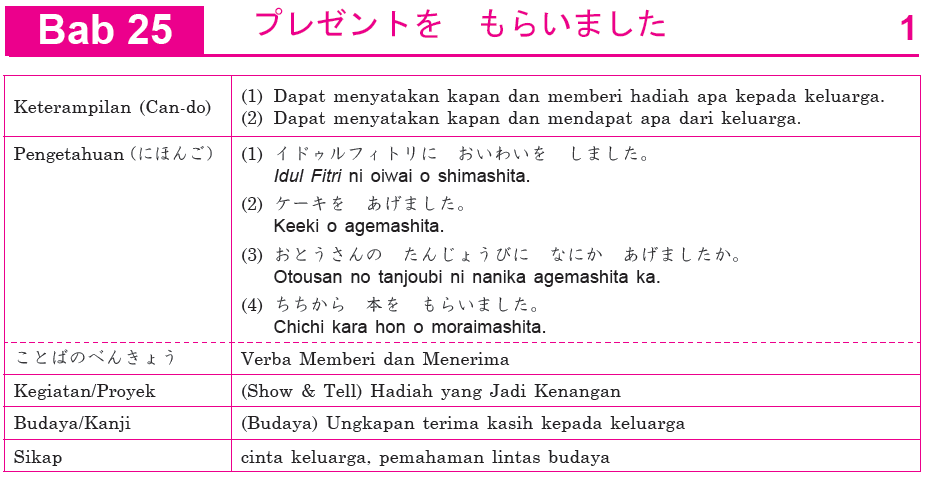 Bab 25 プレゼントを もらいました 1
Keterampilan (Can-do)
(1) Dapat menyatakan kapan dan memberi hadiah apa kepada keluarga.
(2) Dapat menyatakan kapan dan mendapat apa dari keluarga.
Pengetahuan (にほんご)
(1) イドゥルフィトリに おいわいを しました。
Idul Fitri ni oiwai o shimashita.
(2) ケーキを あげました。
Keeki o agemashita.
(3) おとうさんの たんじょうびに なにか あげましたか。
Otousan no tanjoubi ni nanika agemashita ka.
(4) ちちから 本を もらいました。
Chichi kara hon o moraimashita.
ことばのべんきょう
Verba Memberi dan Menerima
Kegiatan/Proyek
(Show & Tell) Hadiah yang Jadi Kenangan
Budaya/Kanji
(Budaya) Ungkapan terima kasih kepada keluarga
Sikap
cinta keluarga, pemahaman lintas budaya